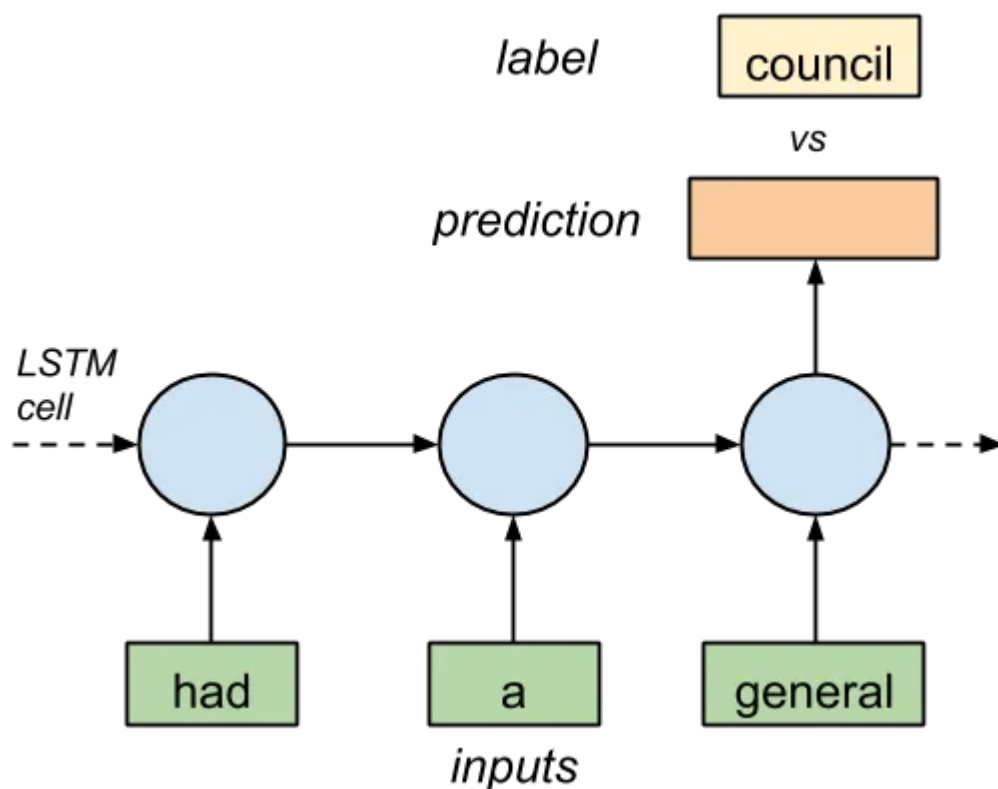 label
council
vs
prediction
LSTM
cell
had
a
general
inputs